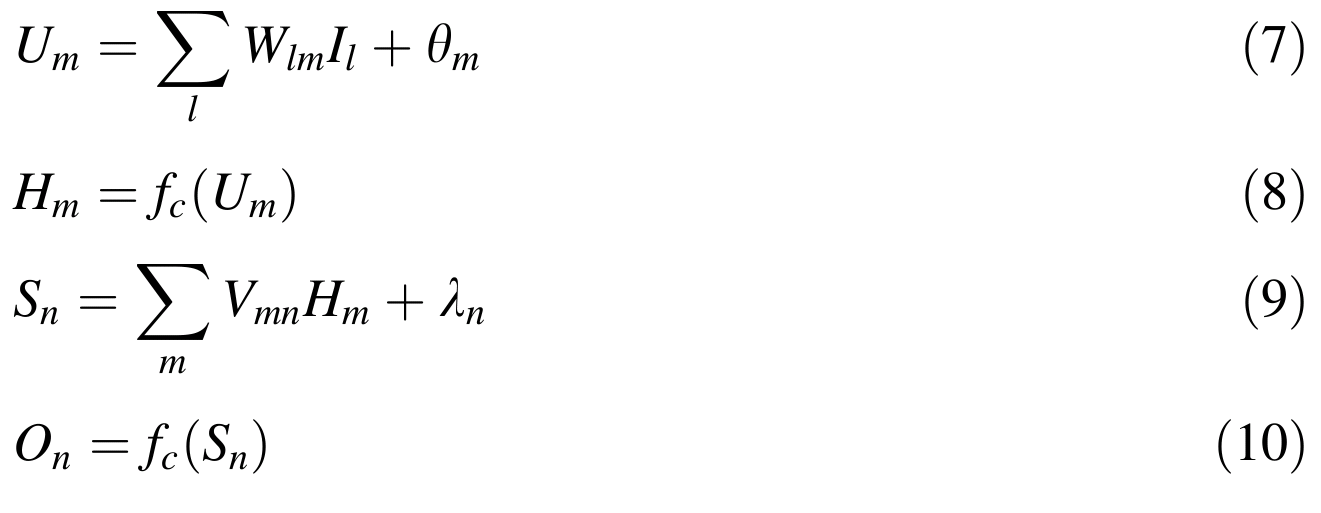 U_m = \sum_l W_{lm} I_l + \theta_m (7)
H_m = f_c(U_m) (8)
S_n = \sum_m V_{mn} H_m + \lambda_n (9)
O_n = f_c(S_n) (10)